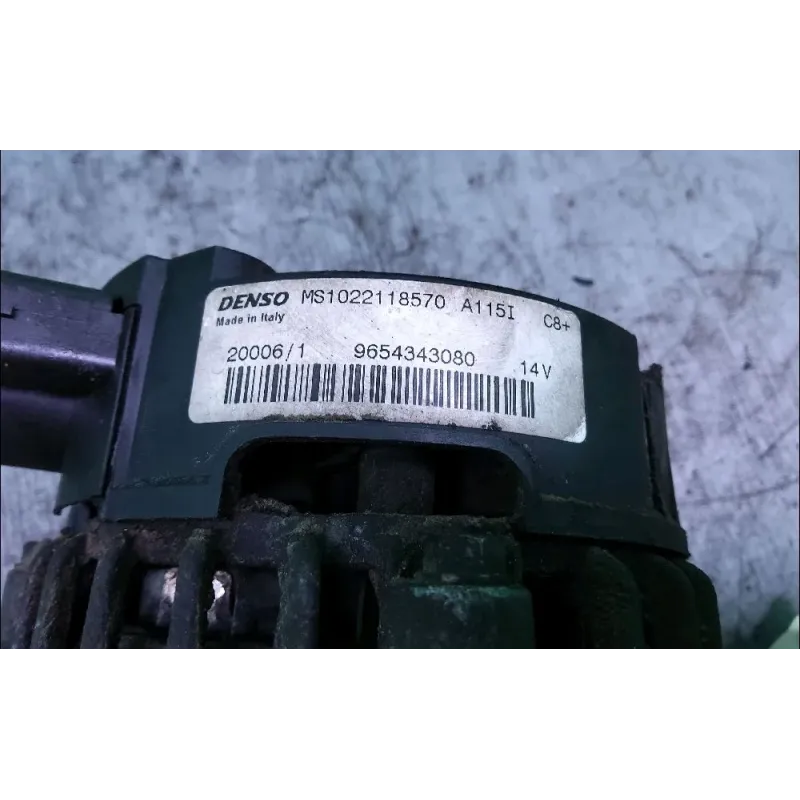 DENSO MS1022118570 A115I C8+
Made in Italy
20006/1 9654343080 14V